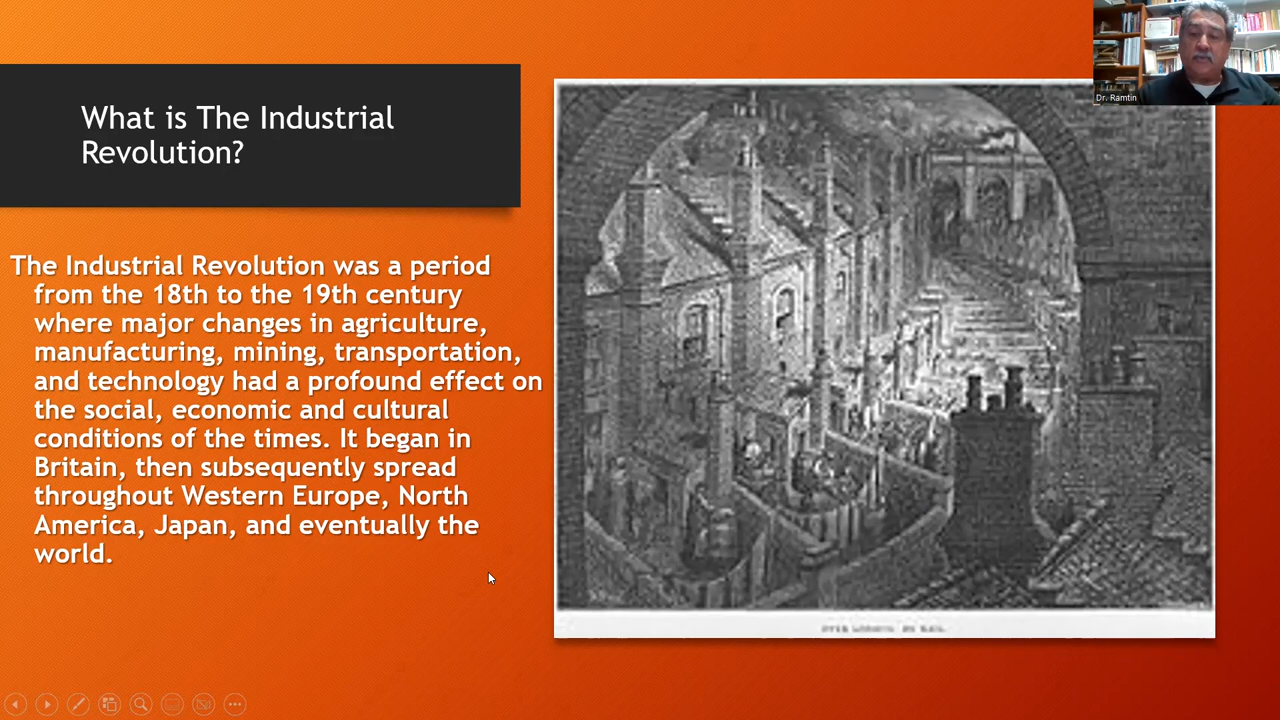 What is The Industrial
Revolution?
The Industrial Revolution was a period
from the 18th to the 19th century
where major changes in agriculture,
manufacturing, mining, transportation,
and technology had a profound effect on
the social, economic and cultural
conditions of the times. It began in
Britain, then subsequently spread
throughout Western Europe, North
America, Japan, and eventually the
world.
Dr. Ramtin